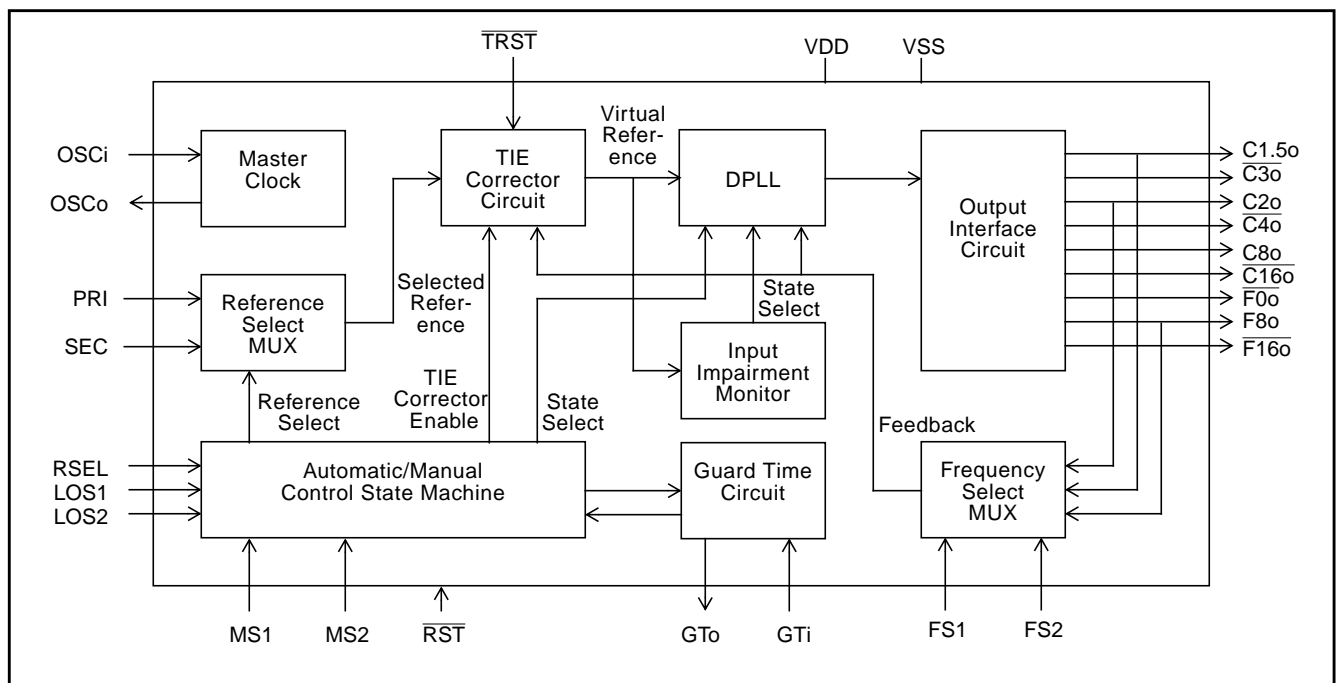 TRST
VDD
VSS
OSCi
OSCo
Master
Clock
TIE
Corrector
Circuit
Virtual
Refer-
ence
DPLL
Output
Interface
Circuit
C1.5o
C3o
C2o
C4o
C8o
C16o
F0o
F8o
F16o
PRI
SEC
Reference
Select
MUX
Selected
Refer-
ence
State
Select
Input
Impairment
Monitor
Reference
Select
TIE
Corrector
Enable
State
Select
Feedback
RSEL
LOS1
LOS2
Automatic/Manual
Control State Machine
Guard Time
Circuit
Frequency
Select
MUX
MS1
MS2
RST
GTo
GTi
FS1
FS2